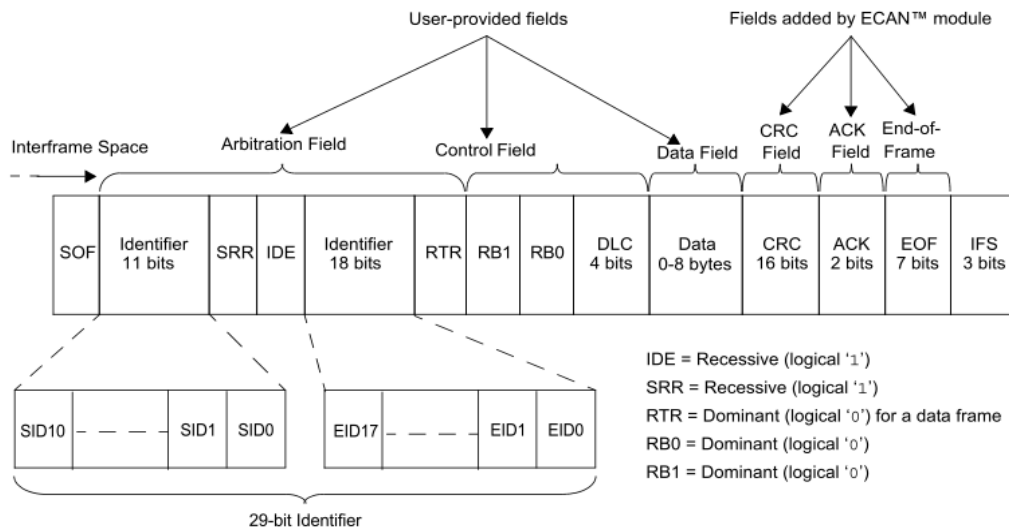 User-provided fields
Fields added by ECAN™ module
Interframe Space
Arbitration Field
Control Field
Data Field
CRC
Field
ACK
Field
End-of-
Frame
SOF
Identifier
11 bits
SRR
IDE
Identifier
18 bits
RTR
RB1
RB0
DLC
4 bits
Data
0-8 bytes
CRC
16 bits
ACK
2 bits
EOF
7 bits
IFS
3 bits
SID10
SID1
SID0
EID17
EID1
EID0
29-bit Identifier
IDE = Recessive (logical ‘1’)
SRR = Recessive (logical ‘1’)
RTR = Dominant (logical ‘0’) for a data frame
RB0 = Dominant (logical ‘0’)
RB1 = Dominant (logical ‘0’)